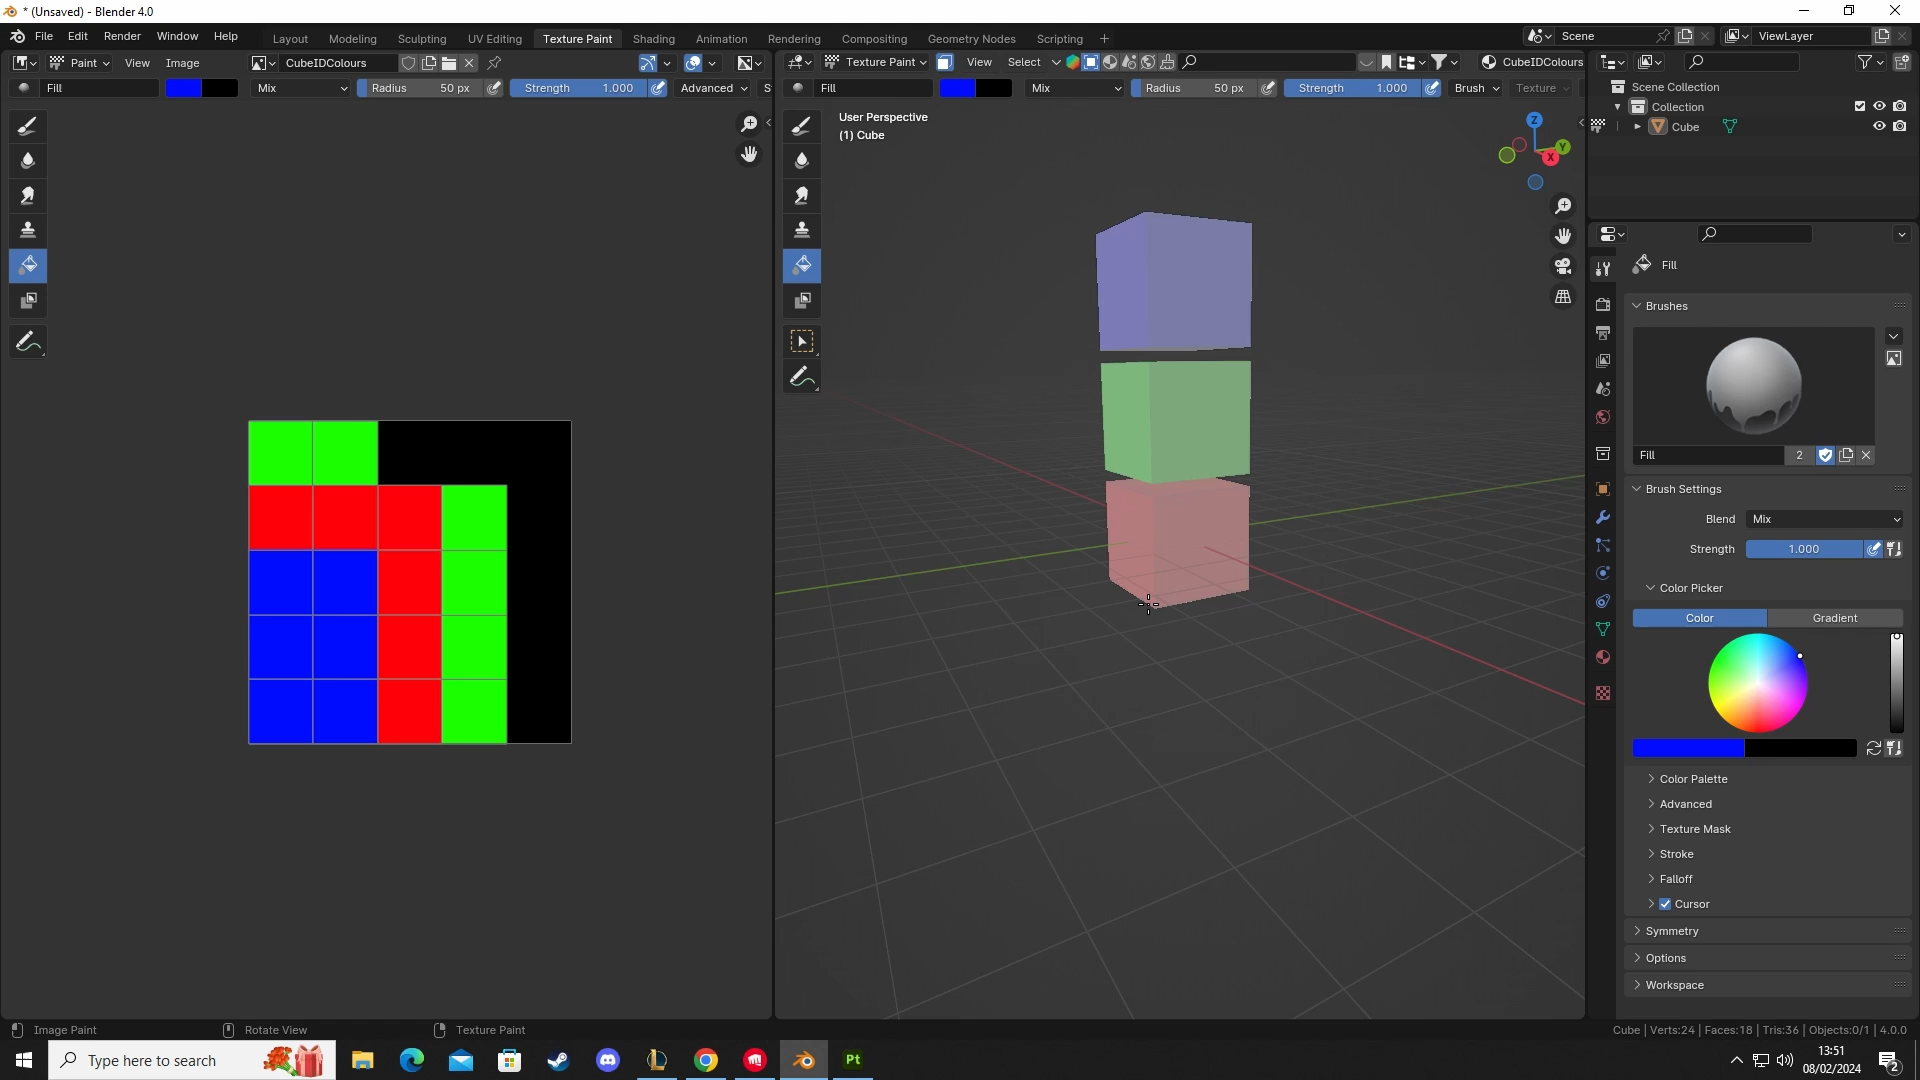 * (Unsaved) - Blender 4.0
File Edit Render Window Help
Layout Modeling Sculpting UV Editing Texture Paint Shading Animation Rendering Compositing Geometry Nodes Scripting +
Scene
ViewLayer
Paint View Image
CubeIDColours
Texture Paint View Select
CubeIDColours
Fill Mix Radius 50 px Strength 1.000 Advanced S
Fill Mix Radius 50 px Strength 1.000 Brush Texture
Scene Collection
Collection
Cube
User Perspective
(1) Cube
Z
Y
X
Fill
Brushes
Fill 2
Brush Settings
Blend Mix
Strength 1.000
Color Picker
Color Gradient
Color Palette
Advanced
Texture Mask
Stroke
Falloff
Cursor
Symmetry
Options
Workspace
Image Paint Rotate View Texture Paint
Cube | Verts:24 | Faces:18 | Tris:36 | Objects:0/1 | 4.0.0
Type here to search
Pt
13:51
08/02/2024
2